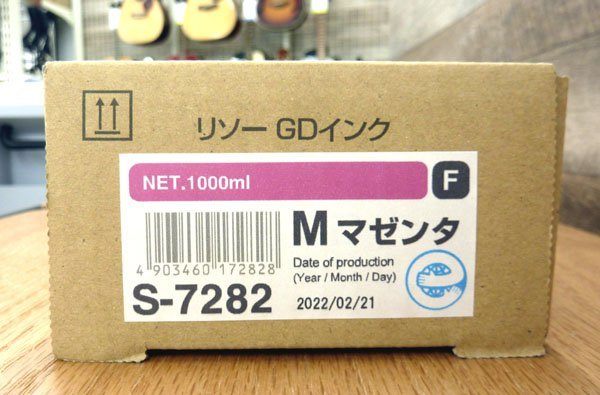 リソー GDインク
NET.1000ml
F
M マゼンタ
4 903460 172828
Date of production
(Year / Month / Day)
S-7282
2022/02/21